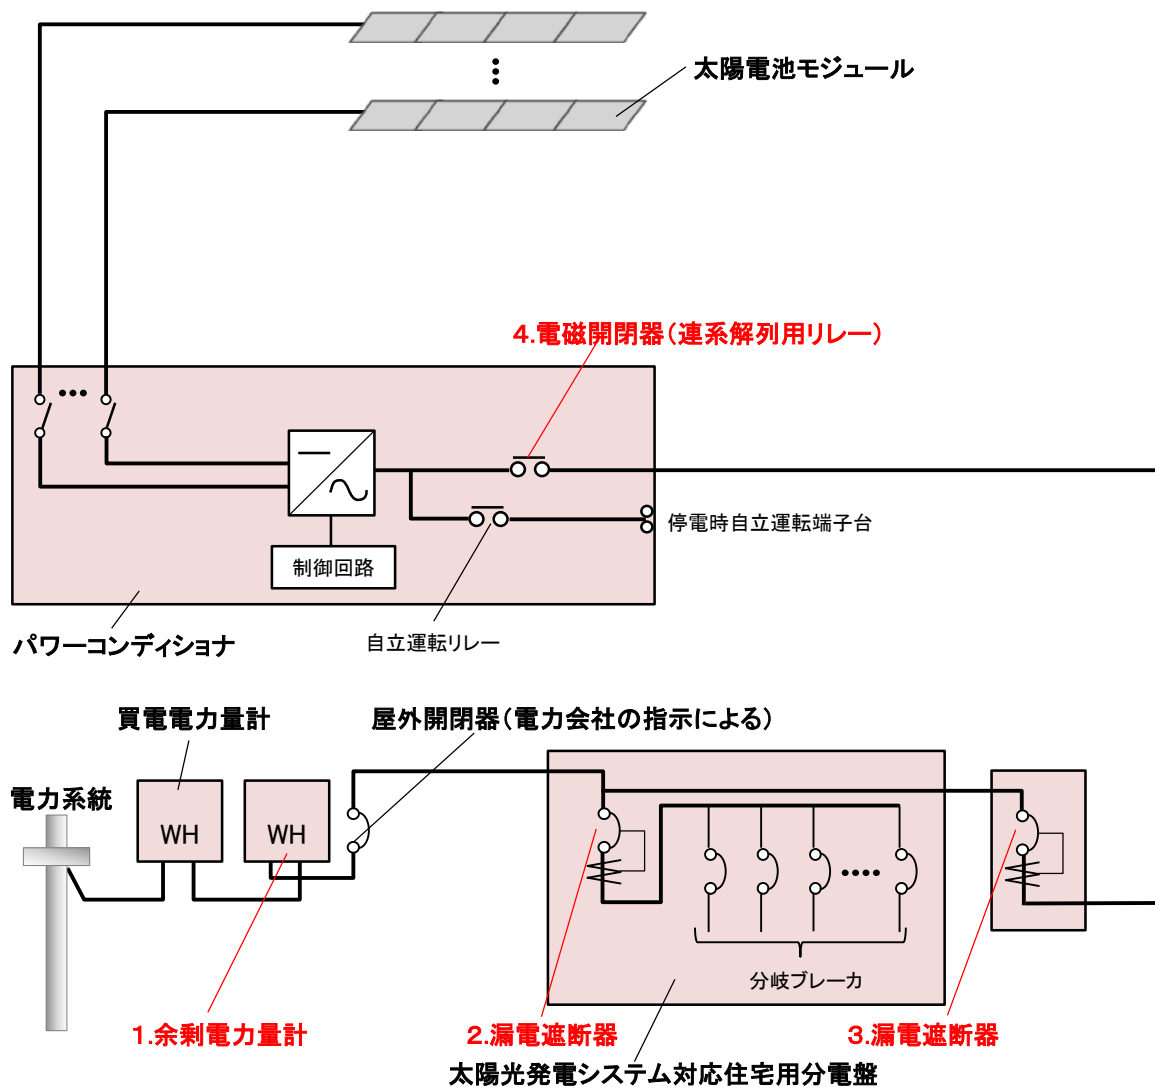 太陽電池モジュール
4.電磁開閉器（連系解列用リレー）
停電時自立運転端子台
制御回路
パワーコンディショナ
自立運転リレー
買電電力量計
屋外開閉器（電力会社の指示による）
電力系統
WH
WH
分岐ブレーカ
1.余剰電力量計
2.漏電遮断器
3.漏電遮断器
太陽光発電システム対応住宅用分電盤